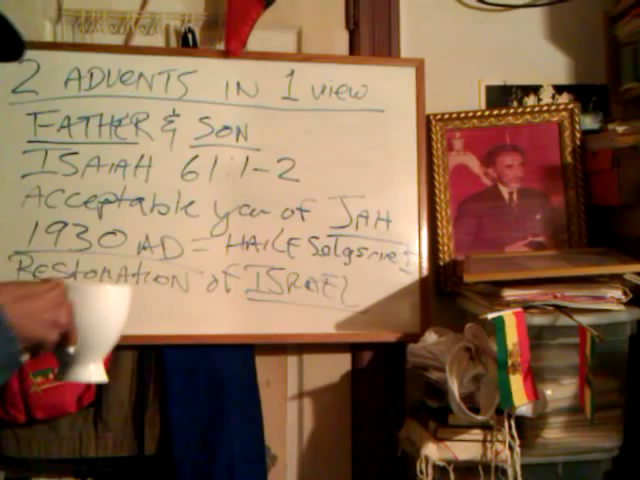 2 ADVENTS IN 1 view
FATHER & SON
ISAIAH 61:1-2
Acceptable year of JAH
1930 AD = HAILE Selassie I
RESTORATION of ISRAEL